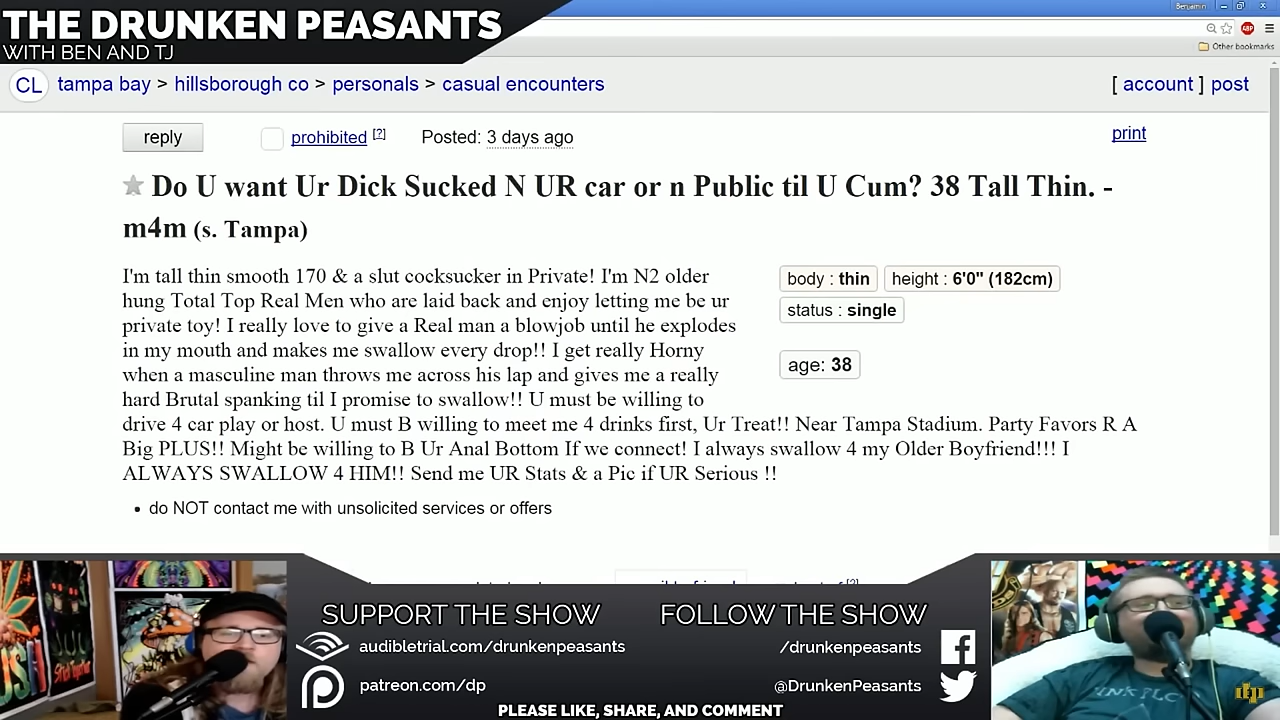 THE DRUNKEN PEASANTS
WITH BEN AND TJ
Benjamin
Other bookmarks
ABP
CL tampa bay > hillsborough co > personals > casual encounters
[ account ] post
reply prohibited [?] Posted: 3 days ago
print
Do U want Ur Dick Sucked N UR car or n Public til U Cum? 38 Tall Thin. -
m4m (s. Tampa)
I'm tall thin smooth 170 & a slut cocksucker in Private! I'm N2 older
hung Total Top Real Men who are laid back and enjoy letting me be ur
private toy! I really love to give a Real man a blowjob until he explodes
in my mouth and makes me swallow every drop!! I get really Horny
when a masculine man throws me across his lap and gives me a really
hard Brutal spanking til I promise to swallow!! U must be willing to
drive 4 car play or host. U must B willing to meet me 4 drinks first, Ur Treat!! Near Tampa Stadium. Party Favors R A
Big PLUS!! Might be willing to B Ur Anal Bottom If we connect! I always swallow 4 my Older Boyfriend!!! I
ALWAYS SWALLOW 4 HIM!! Send me UR Stats & a Pic if UR Serious !!
body : thin
height : 6'0" (182cm)
status : single
age: 38
do NOT contact me with unsolicited services or offers
SUPPORT THE SHOW
audibletrial.com/drunkenpeasants
patreon.com/dp
FOLLOW THE SHOW
/drunkenpeasants
@DrunkenPeasants
PLEASE LIKE, SHARE, AND COMMENT
dp